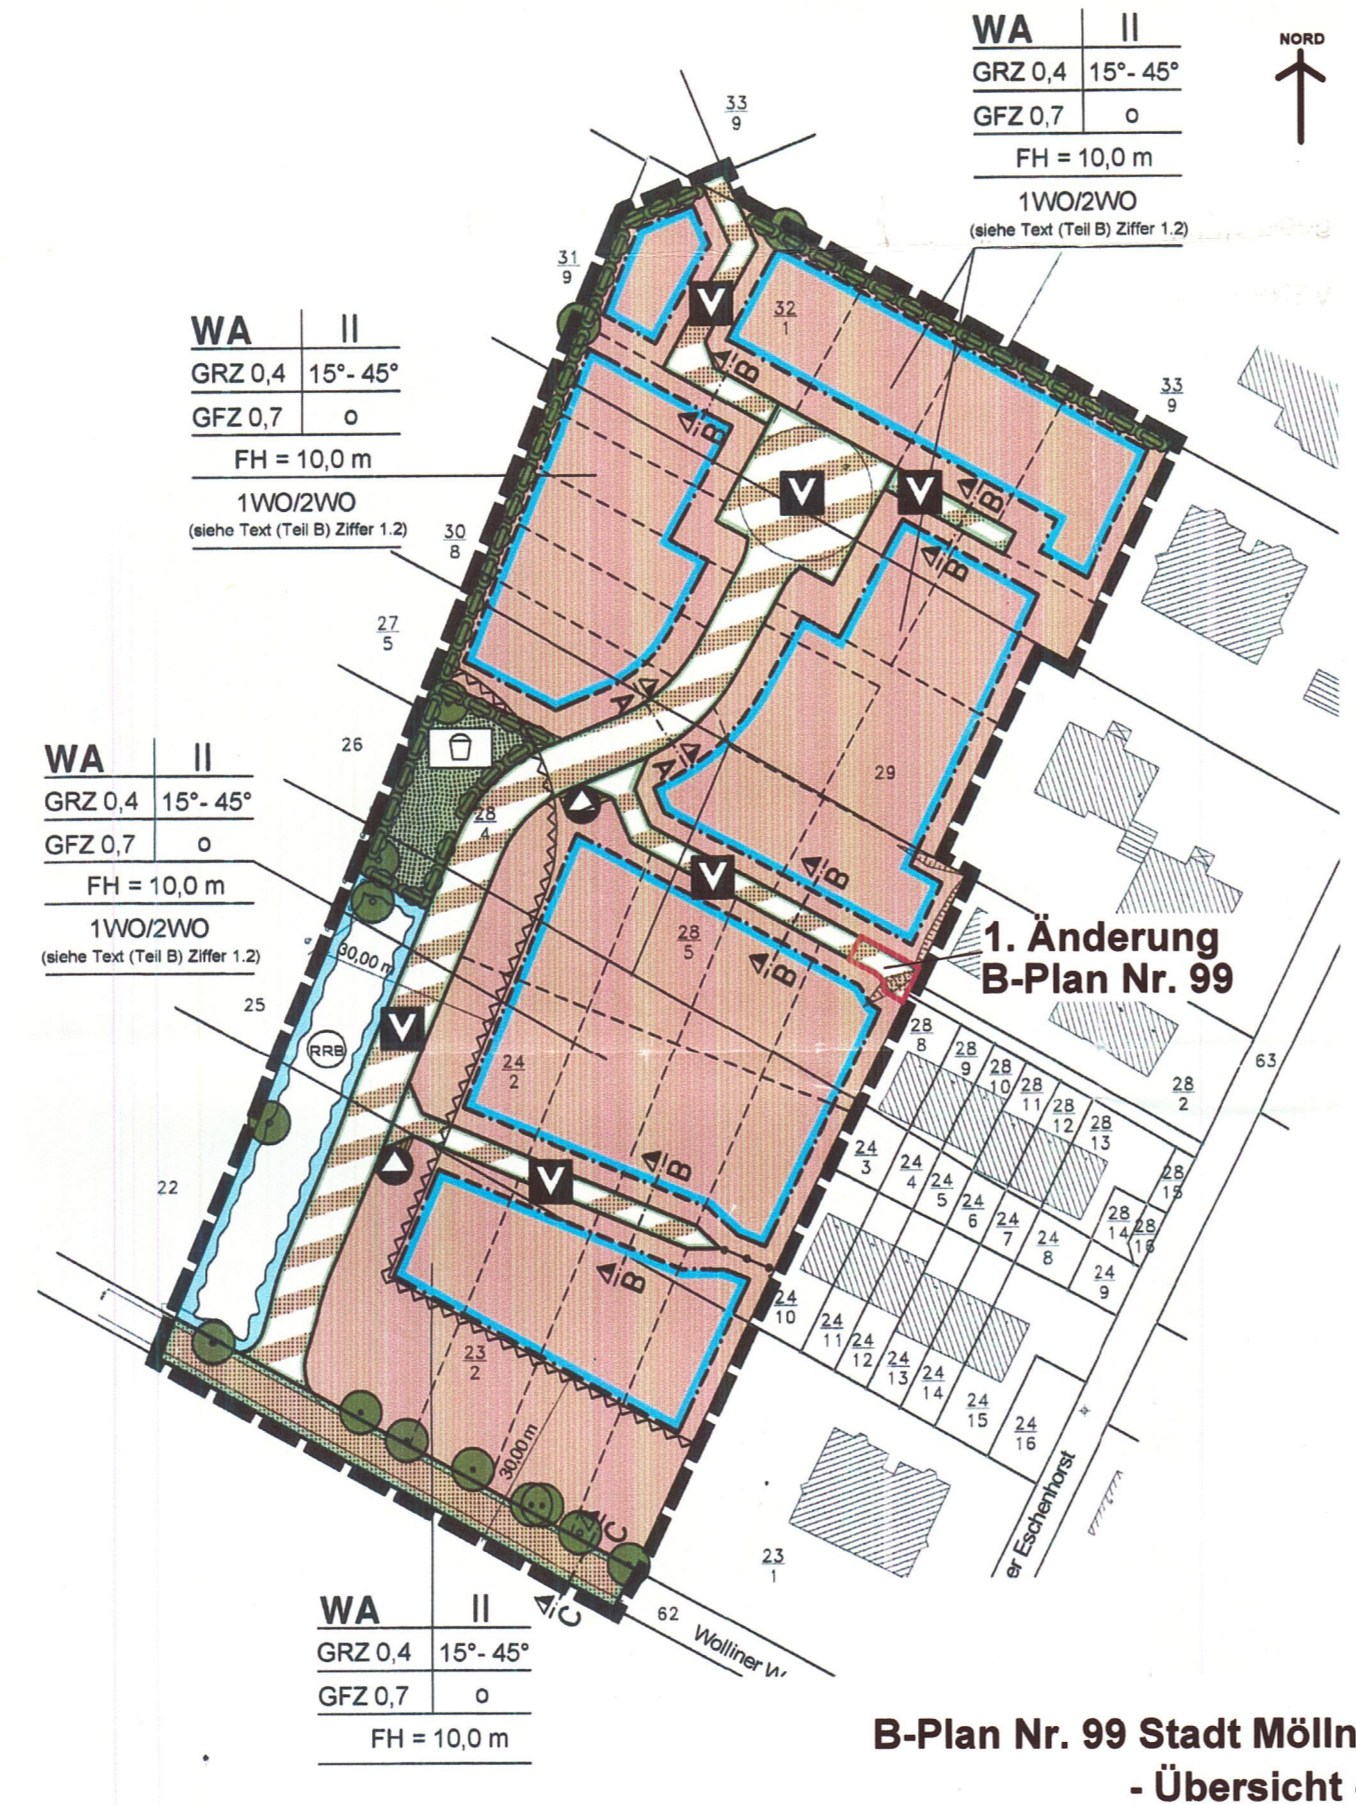 WA II
GRZ 0,4 15°- 45°
GFZ 0,7 o
FH = 10,0 m
1WO/2WO
(siehe Text (Teil B) Ziffer 1.2)
NORD
33
9
31
9
32
1
33
9
V
B
B
WA II
GRZ 0,4 15°- 45°
GFZ 0,7 o
FH = 10,0 m
1WO/2WO
(siehe Text (Teil B) Ziffer 1.2)
V
V
B
B
30
8
27
5
A
A
26
29
28
4
WA II
GRZ 0,4 15°- 45°
GFZ 0,7 o
FH = 10,0 m
1WO/2WO
(siehe Text (Teil B) Ziffer 1.2)
V
B
28
5
B
1. Änderung
B-Plan Nr. 99
30,00 m
25
V
RRB
24
2
28
8
28
9
28
10
28
11
28
12
28
13
28
2
63
24
3
24
4
24
5
24
6
24
7
24
8
24
9
28
14
28
15
28
16
22
V
B
B
24
10
24
11
24
12
24
13
24
14
24
15
24
16
23
2
30,00 m
C
C
23
1
er Eschenhorst
62
Wolliner W
WA II
GRZ 0,4 15°- 45°
GFZ 0,7 o
FH = 10,0 m
B-Plan Nr. 99 Stadt Mölln
- Übersicht